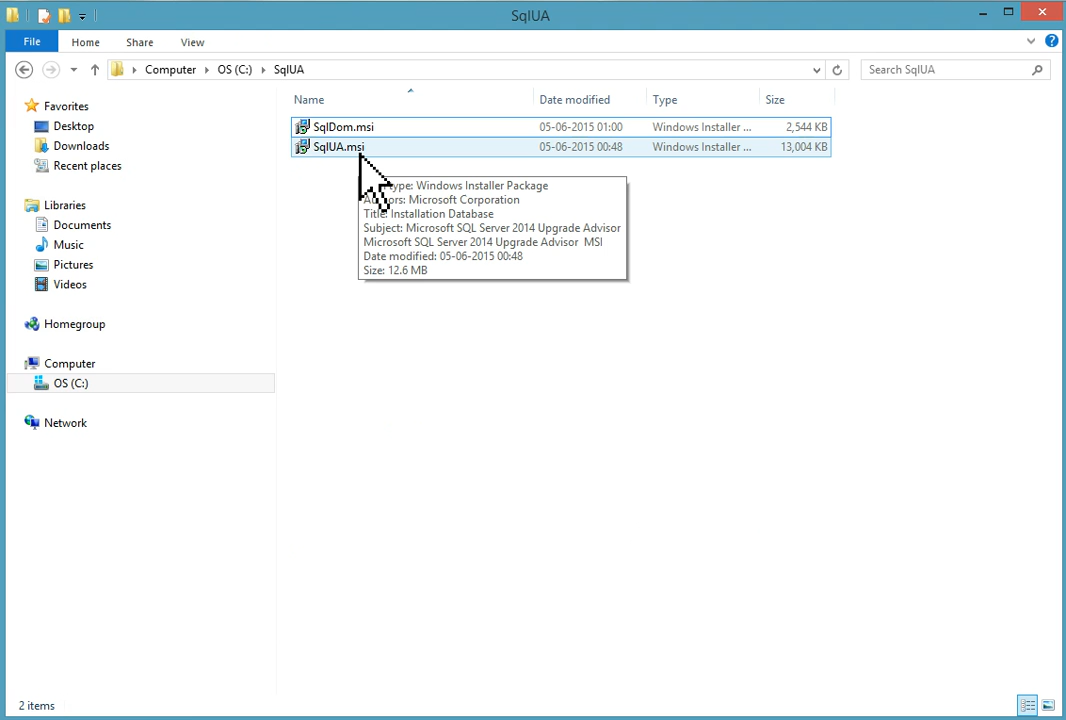 SqlUA
File Home Share View
Computer OS (C:) SqlUA
Search SqlUA
Name Date modified Type Size
SqlDom.msi 05-06-2015 01:00 Windows Installer ... 2,544 KB
SqlUA.msi 05-06-2015 00:48 Windows Installer ... 13,004 KB
type: Windows Installer Package
Microsoft Corporation
Title: Installation Database
Subject: Microsoft SQL Server 2014 Upgrade Advisor
Microsoft SQL Server 2014 Upgrade Advisor MSI
Date modified: 05-06-2015 00:48
Size: 12.6 MB
Favorites
Desktop
Downloads
Recent places
Libraries
Documents
Music
Pictures
Videos
Homegroup
Computer
OS (C:)
Network
2 items